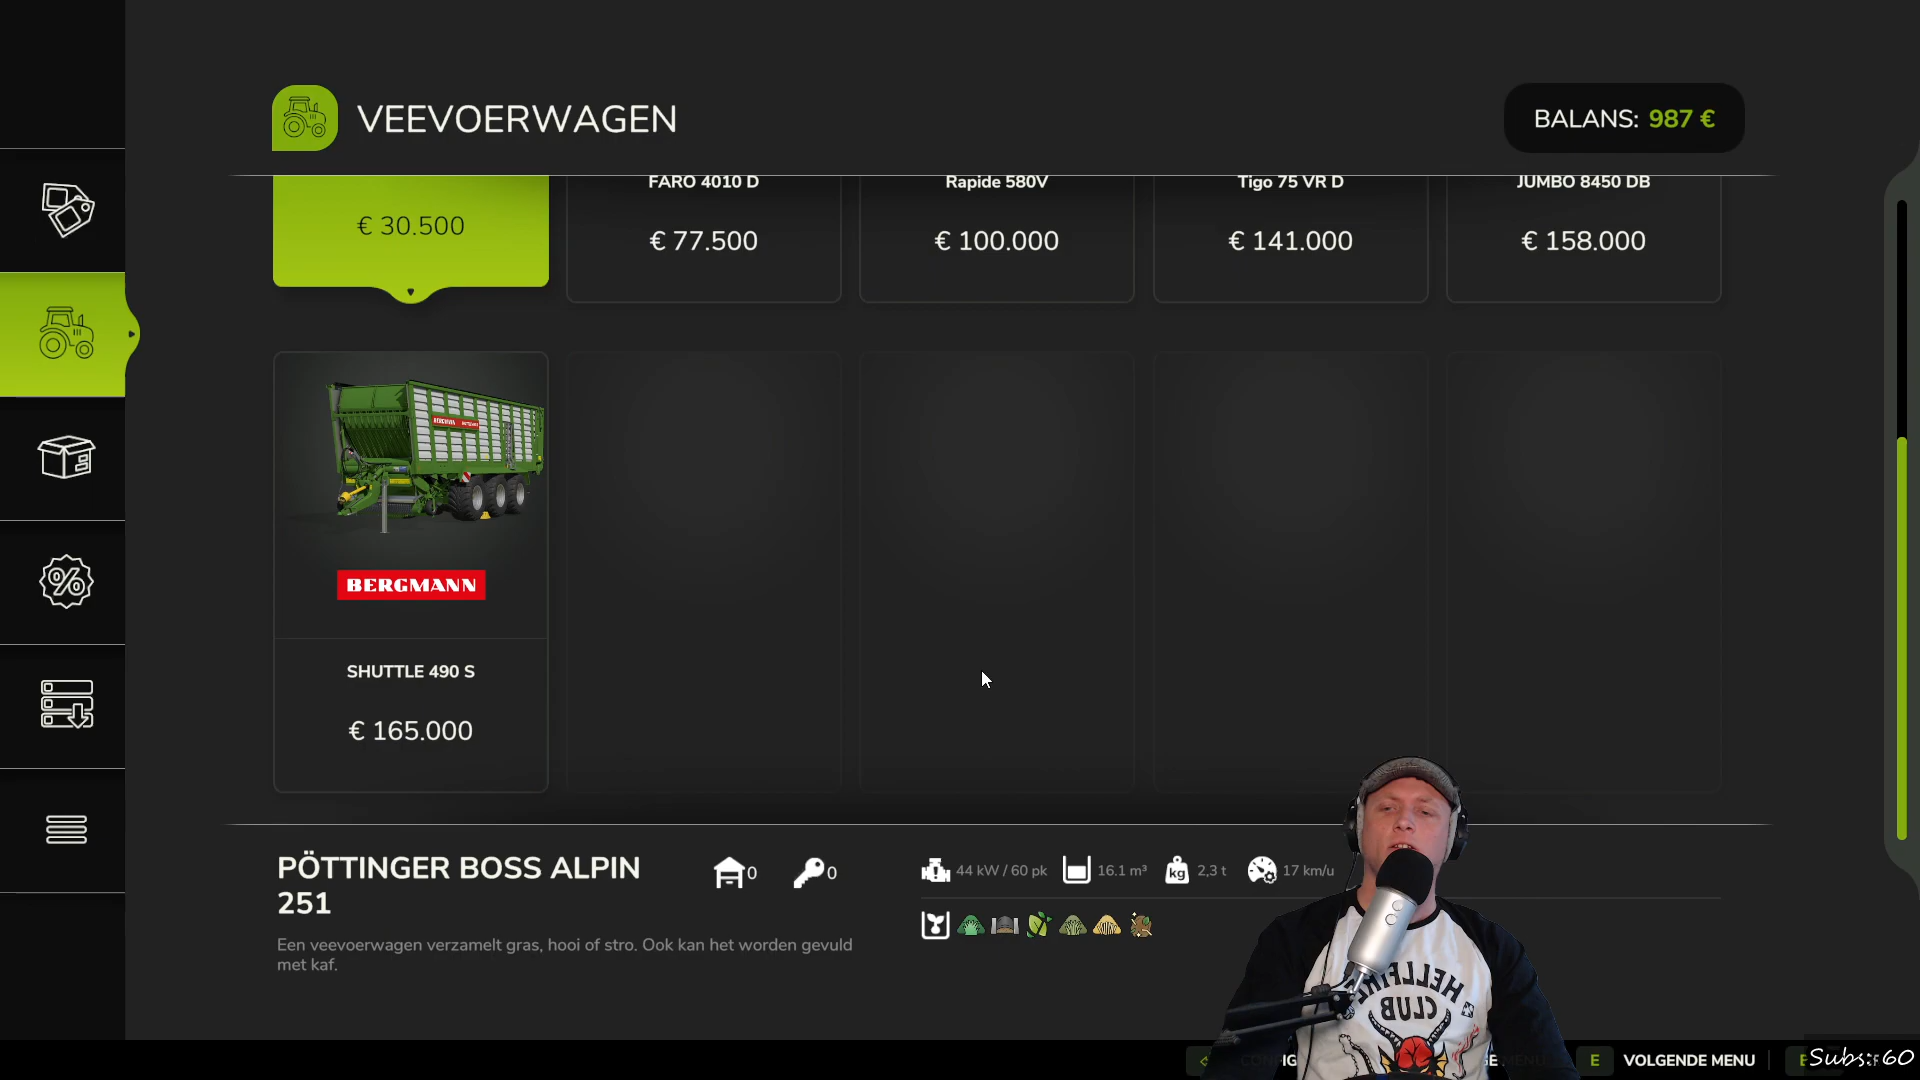 VEEVOERWAGEN
BALANS: 987 €
€ 30.500
FARO 4010 D
€ 77.500
Rapide 580V
€ 100.000
Tigo 75 VR D
€ 141.000
JUMBO 8450 DB
€ 158.000
BERGMANN
SHUTTLE 490 S
€ 165.000
PÖTTINGER BOSS ALPIN
251
0
0
44 kW / 60 pk
16.1 m³
kg
2,3 t
17 km/u
Een veevoerwagen verzamelt gras, hooi of stro. Ook kan het worden gevuld
met kaf.
HELLFIRE
CLUB
E VOLGENDE MENU
Subs: 60